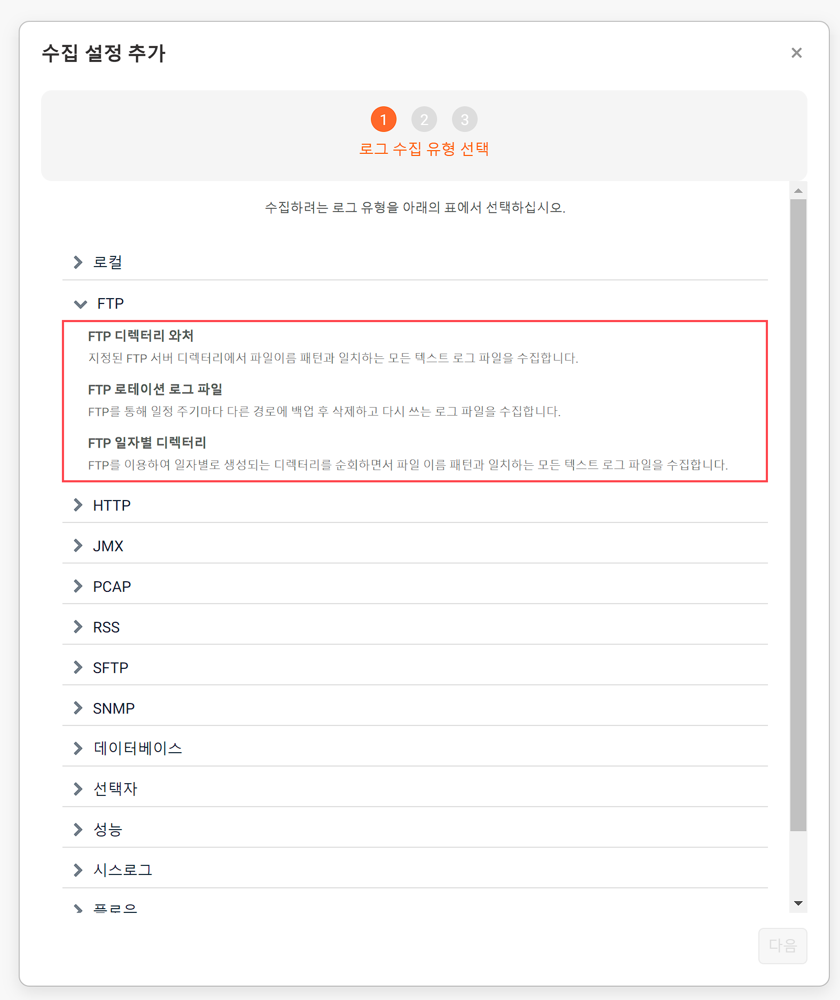 수집 설정 추가
1 2 3
로그 수집 유형 선택
수집하려는 로그 유형을 아래의 표에서 선택하십시오.
로컬
FTP
FTP 디렉터리 와처
지정된 FTP 서버 디렉터리에서 파일이름 패턴과 일치하는 모든 텍스트 로그 파일을 수집합니다.
FTP 로테이션 로그 파일
FTP를 통해 일정 주기마다 다른 경로에 백업 후 삭제하고 다시 쓰는 로그 파일을 수집합니다.
FTP 일자별 디렉터리
FTP를 이용하여 일자별로 생성되는 디렉터리를 순회하면서 파일 이름 패턴과 일치하는 모든 텍스트 로그 파일을 수집합니다.
HTTP
JMX
PCAP
RSS
SFTP
SNMP
데이터베이스
선택자
성능
시스로그
플로우
다음